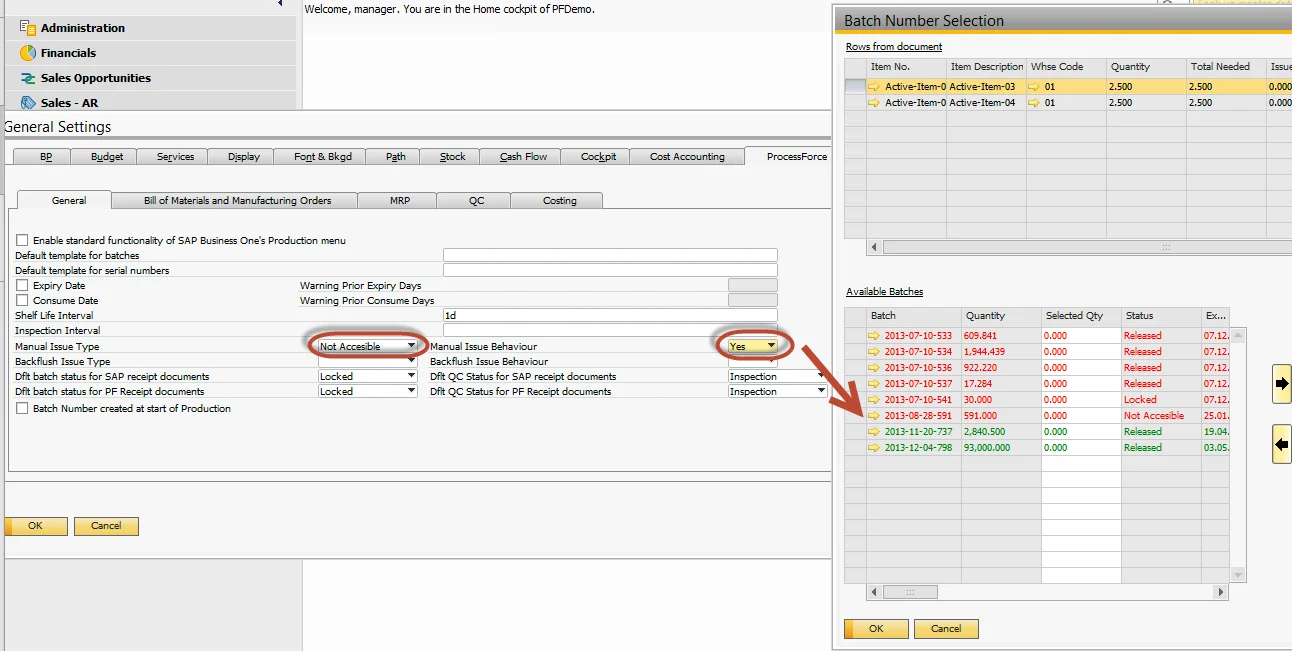 Welcome, manager. You are in the Home cockpit of PFDemo.
Administration
Financials
Sales Opportunities
Sales - AR
General Settings
BP Budget Services Display Font & Bkgd Path Stock Cash Flow Cockpit Cost Accounting ProcessForce
General Bill of Materials and Manufacturing Orders MRP QC Costing
Enable standard functionality of SAP Business One's Production menu
Default template for batches
Default template for serial numbers
Expiry Date Warning Prior Expiry Days
Consume Date Warning Prior Consume Days
Shelf Life Interval 1d
Inspection Interval
Manual Issue Type Not Accesible Manual Issue Behaviour Yes
Backflush Issue Type Backflush Issue Behaviour
Dflt batch status for SAP receipt documents Locked Dflt QC Status for SAP receipt documents Inspection
Dflt batch status for PF Receipt documents Locked Dflt QC Status for PF Receipt documents Inspection
Batch Number created at start of Production
OK Cancel
Batch Number Selection
Rows from document
Item No. Item Description Whse Code Quantity Total Needed Issue
Active-Item-0 Active-Item-03 01 2.500 2.500 0.000
Active-Item-0 Active-Item-04 01 2.500 2.500 0.000
Available Batches
Batch Quantity Selected Qty Status Ex...
2013-07-10-533 609.841 0.000 Released 07.12.
2013-07-10-534 1,944.439 0.000 Released 07.12.
2013-07-10-536 922.220 0.000 Released 07.12.
2013-07-10-537 17.284 0.000 Released 07.12.
2013-07-10-541 30.000 0.000 Locked 07.12.
2013-08-28-591 591.000 0.000 Not Accesible 25.01.
2013-11-20-737 2,840.500 0.000 Released 19.04.
2013-12-04-798 93,000.000 0.000 Released 03.05.
OK Cancel